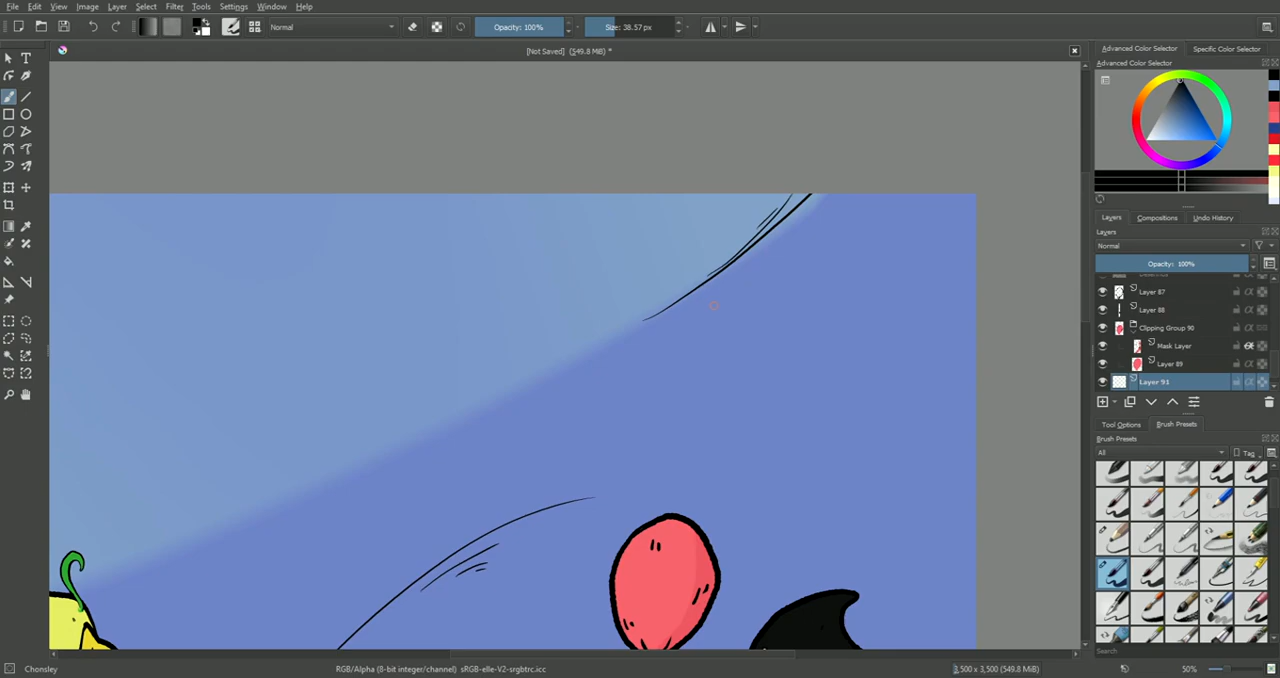 File Edit View Image Layer Select Filter Tools Settings Window Help
Normal Opacity: 100% Size: 38.57 px
[Not Saved] (549.8 MiB) *
Advanced Color Selector Specific Color Selector
Advanced Color Selector
Layers Compositions Undo History
Layers
Normal
Opacity: 100%
Layer 87
Layer 88
Clipping Group 90
Mask Layer
Layer 89
Layer 91
Tool Options Brush Presets
Brush Presets
All Tag
Search
Chonsley RGB/Alpha (8-bit integer/channel) sRGB-elle-V2-srgbtrc.icc 3,500 x 3,500 (549.8 MiB) 50%